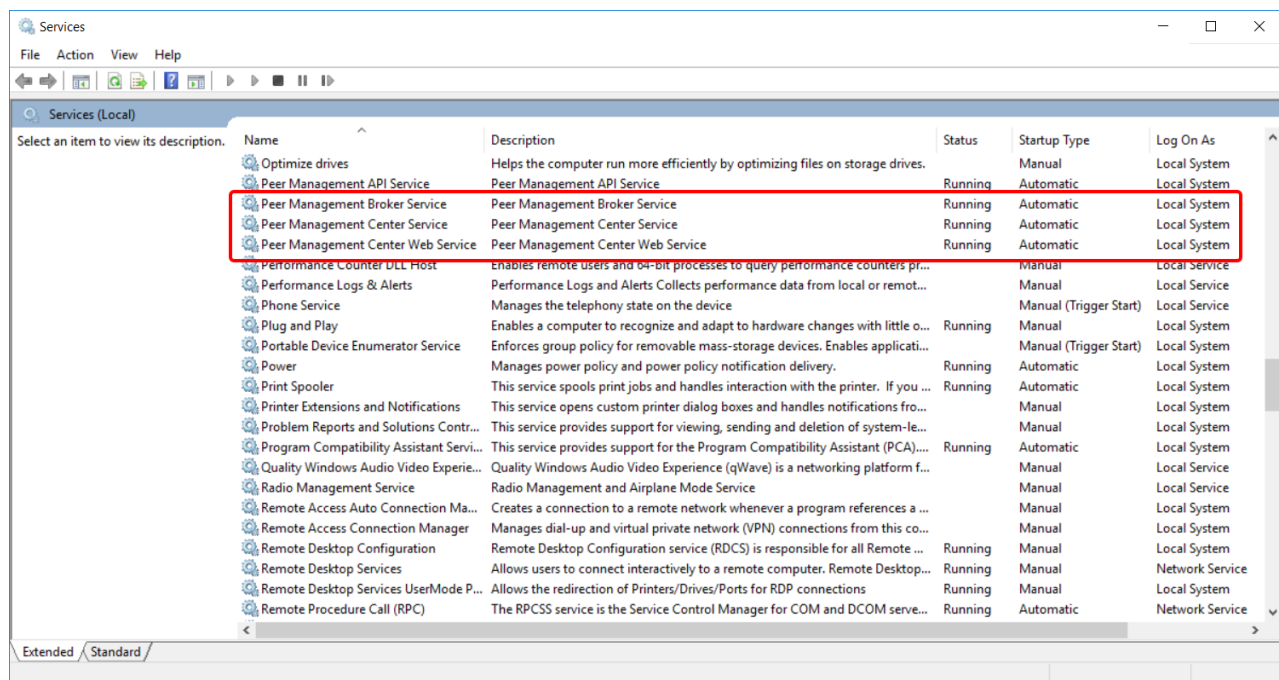 Services
File Action View Help
Services (Local)
Select an item to view its description.
Name Description Status Startup Type Log On As
Optimize drives Helps the computer run more efficiently by optimizing files on storage drives. Manual Local System
Peer Management API Service Peer Management API Service Running Automatic Local System
Peer Management Broker Service Peer Management Broker Service Running Automatic Local System
Peer Management Center Service Peer Management Center Service Running Automatic Local System
Peer Management Center Web Service Peer Management Center Web Service Running Automatic Local System
Performance Counter DLL Host Enables remote users and 64-bit processes to query performance counters pr... Manual Local Service
Performance Logs & Alerts Performance Logs and Alerts Collects performance data from local or remot... Manual Local Service
Phone Service Manages the telephony state on the device Manual (Trigger Start) Local Service
Plug and Play Enables a computer to recognize and adapt to hardware changes with little o... Running Manual Local System
Portable Device Enumerator Service Enforces group policy for removable mass-storage devices. Enables applicati... Manual (Trigger Start) Local System
Power Manages power policy and power policy notification delivery. Running Automatic Local System
Print Spooler This service spools print jobs and handles interaction with the printer. If you ... Running Automatic Local System
Printer Extensions and Notifications This service opens custom printer dialog boxes and handles notifications fro... Manual Local System
Problem Reports and Solutions Contr... This service provides support for viewing, sending and deletion of system-le... Manual Local System
Program Compatibility Assistant Servi... This service provides support for the Program Compatibility Assistant (PCA).... Running Automatic Local System
Quality Windows Audio Video Experie... Quality Windows Audio Video Experience (qWave) is a networking platform f... Manual Local Service
Radio Management Service Radio Management and Airplane Mode Service Manual Local Service
Remote Access Auto Connection Ma... Creates a connection to a remote network whenever a program references a ... Manual Local System
Remote Access Connection Manager Manages dial-up and virtual private network (VPN) connections from this co... Manual Local System
Remote Desktop Configuration Remote Desktop Configuration service (RDCS) is responsible for all Remote ... Running Manual Local System
Remote Desktop Services Allows users to connect interactively to a remote computer. Remote Desktop... Running Manual Network Service
Remote Desktop Services UserMode P... Allows the redirection of Printers/Drives/Ports for RDP connections Running Manual Local System
Remote Procedure Call (RPC) The RPCSS service is the Service Control Manager for COM and DCOM serve... Running Automatic Network Service
Extended Standard